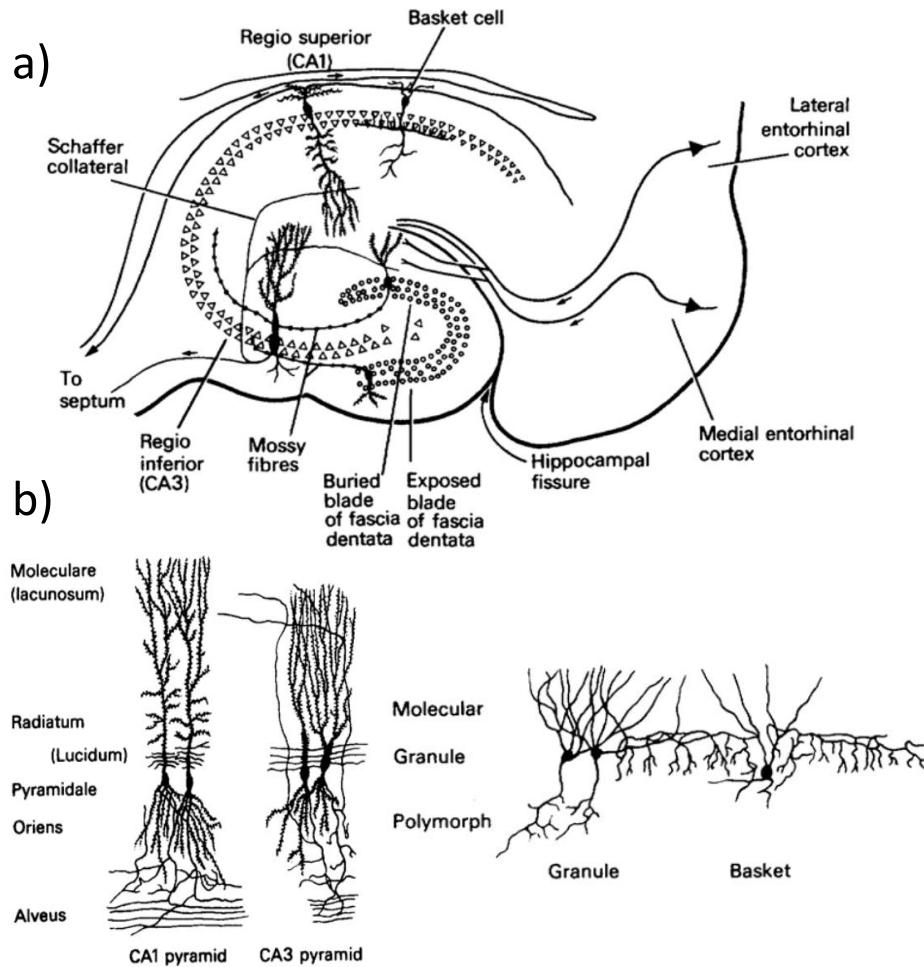 a)
Basket cell
Regio superior
(CA1)
Lateral
entorhinal
cortex
Schaffer
collateral
To
septum
Regio
inferior
(CA3)
Mossy
fibres
Buried
blade
of fascia
dentata
Exposed
blade
of fascia
dentata
Hippocampal
fissure
Medial entorhinal
cortex
b)
Moleculare
(lacunosum)
Radiatum
(Lucidum)
Pyramidale
Oriens
Alveus
CA1 pyramid
CA3 pyramid
Molecular
Granule
Polymorph
Granule
Basket